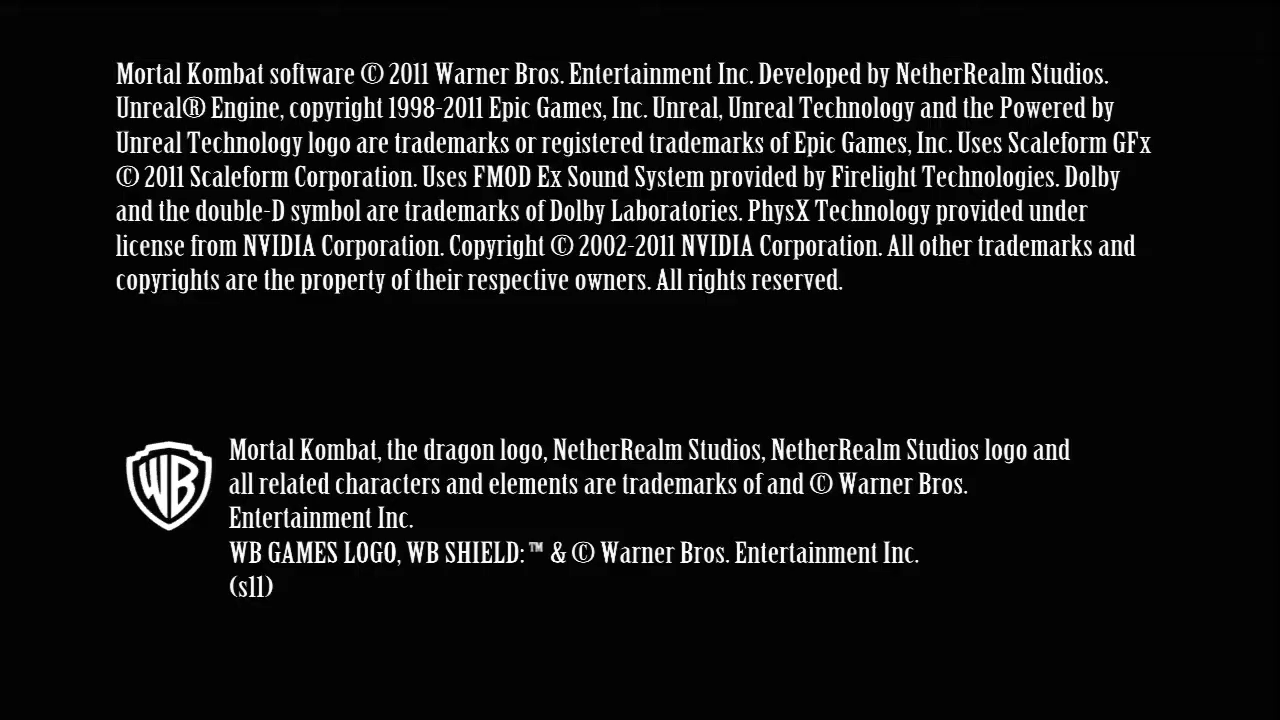 Mortal Kombat software © 2011 Warner Bros. Entertainment Inc. Developed by NetherRealm Studios.
Unreal® Engine, copyright 1998-2011 Epic Games, Inc. Unreal, Unreal Technology and the Powered by
Unreal Technology logo are trademarks or registered trademarks of Epic Games, Inc. Uses Scaleform GFx
© 2011 Scaleform Corporation. Uses FMOD Ex Sound System provided by Firelight Technologies. Dolby
and the double-D symbol are trademarks of Dolby Laboratories. PhysX Technology provided under
license from NVIDIA Corporation. Copyright © 2002-2011 NVIDIA Corporation. All other trademarks and
copyrights are the property of their respective owners. All rights reserved.
WB
Mortal Kombat, the dragon logo, NetherRealm Studios, NetherRealm Studios logo and
all related characters and elements are trademarks of and © Warner Bros.
Entertainment Inc.
WB GAMES LOGO, WB SHIELD: ™ & © Warner Bros. Entertainment Inc.
(s11)